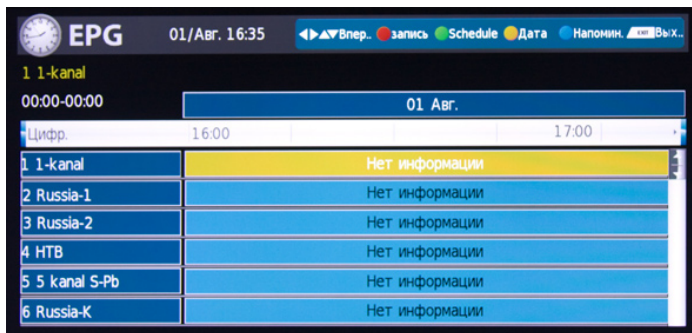 EPG 01/Авг. 16:35 Впер.. запись Schedule Дата Напомин. EXIT Вых..
1 1-kanal
00:00-00:00 01 Авг.
Цифр. 16:00 17:00
1 1-kanal Нет информации
2 Russia-1 Нет информации
3 Russia-2 Нет информации
4 НТВ Нет информации
5 5 kanal S-Pb Нет информации
6 Russia-K Нет информации